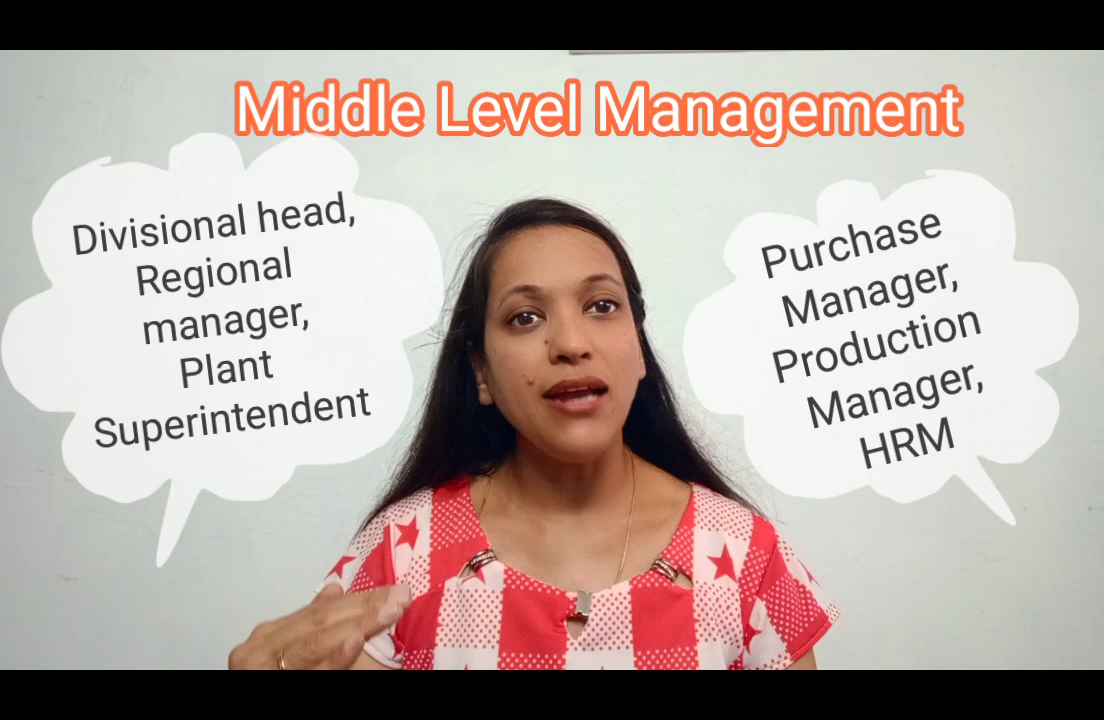 Middle Level Management
Divisional head,
Regional
manager,
Plant
Superintendent
Purchase
Manager,
Production
Manager,
HRM